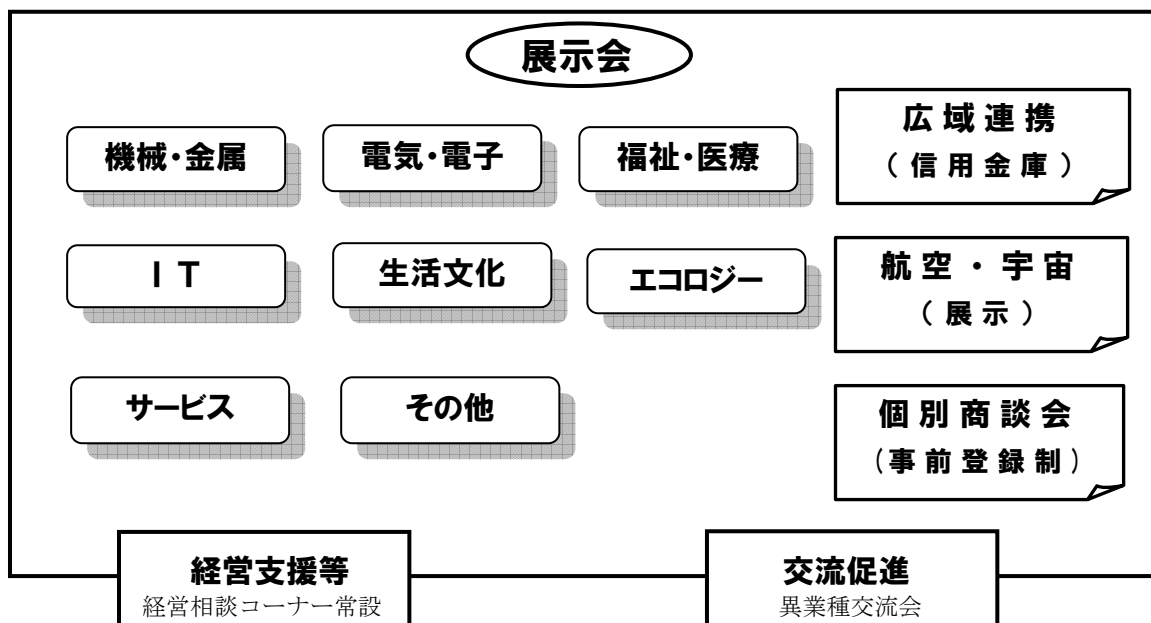 展示会
機械・金属
電気・電子
福祉・医療
広域連携
（信用金庫）
ＩＴ
生活文化
エコロジー
航空・宇宙
（展示）
サービス
その他
個別商談会
（事前登録制）
経営支援等
経営相談コーナー常設
交流促進
異業種交流会